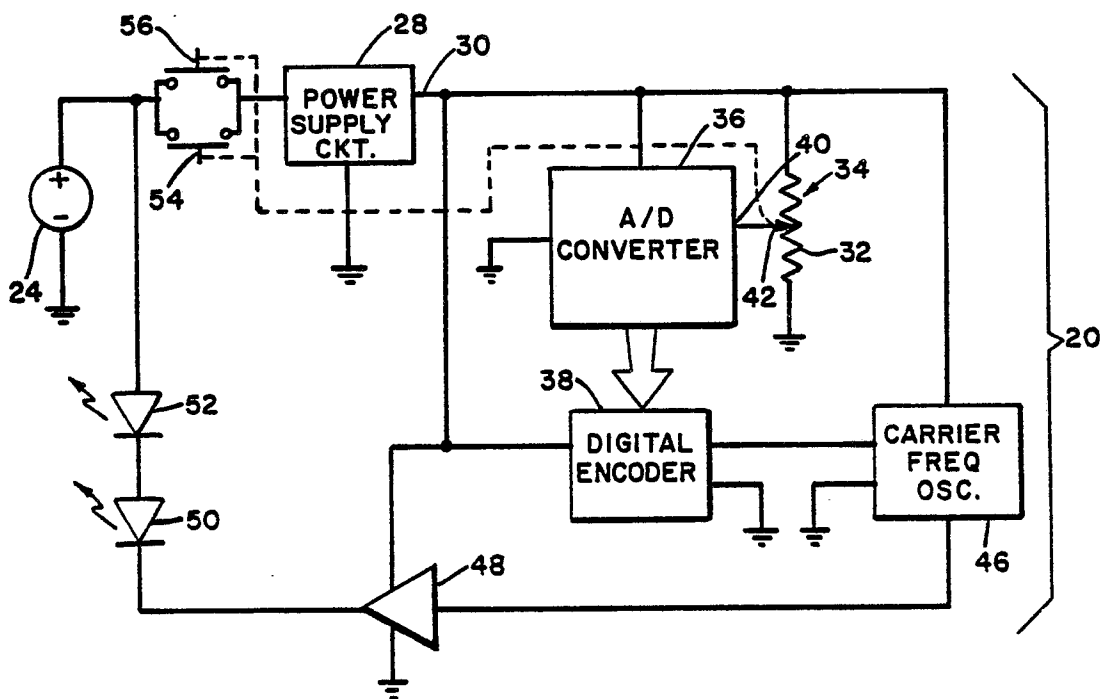 56
28
30
POWER
SUPPLY
CKT.
36
40
34
54
A/D
CONVERTER
32
42
24
+
-
20
38
52
DIGITAL
ENCODER
CARRIER
FREQ
OSC.
50
48
46